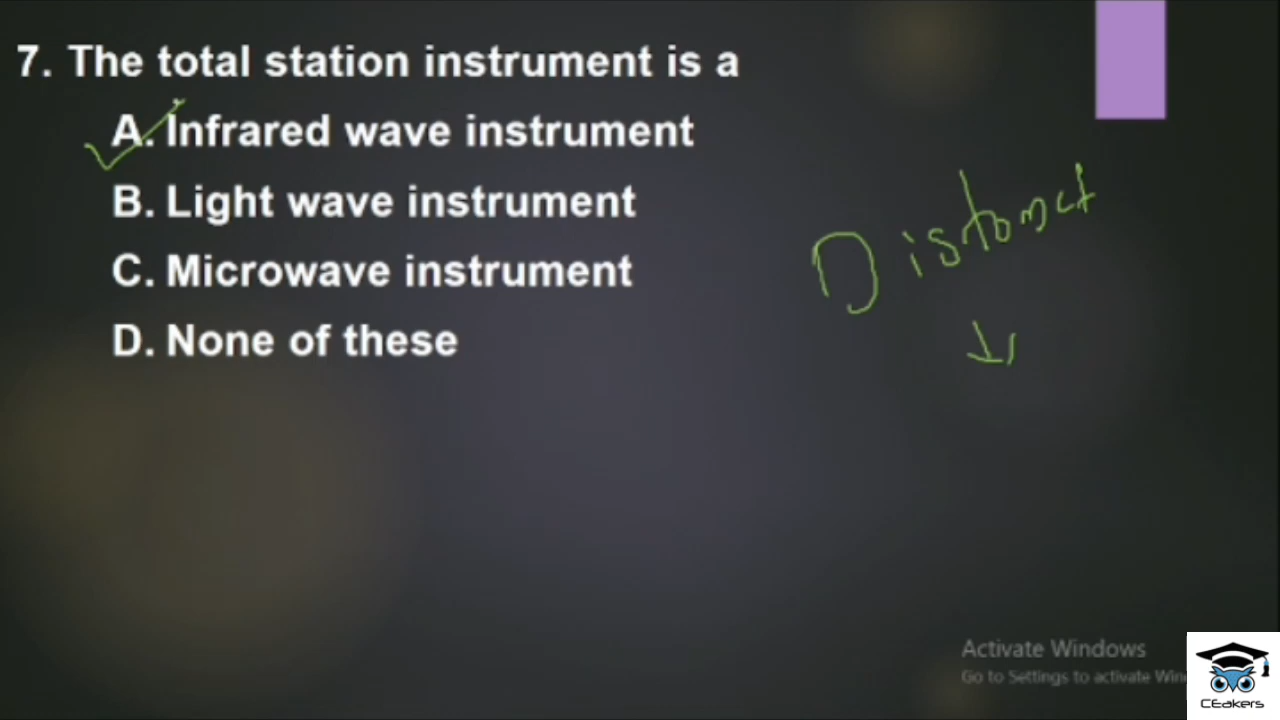 7. The total station instrument is a
A. Infrared wave instrument
B. Light wave instrument
C. Microwave instrument
D. None of these
Distomat
Activate Windows
Go to Settings to activate Win
CEakers